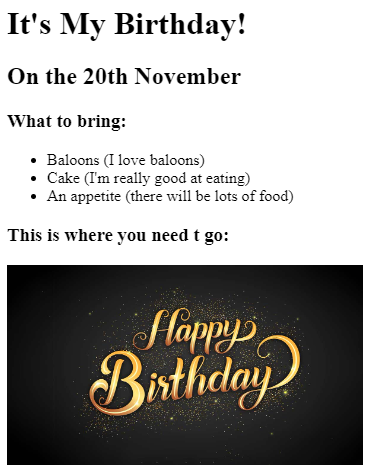 It's My Birthday!
On the 20th November
What to bring:
Baloons (I love baloons)
Cake (I'm really good at eating)
An appetite (there will be lots of food)
This is where you need t go:
Happy
Birthday